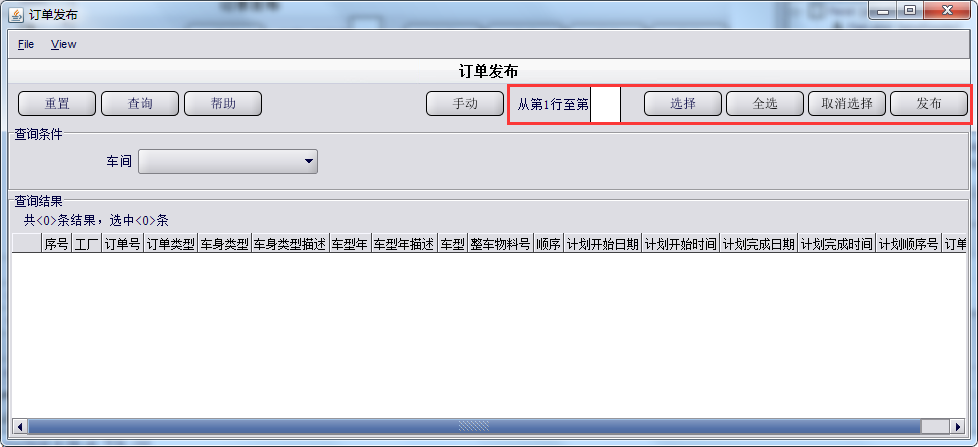 订单发布
File View
订单发布
重置 查询 帮助 手动 从第1行至第 选择 全选 取消选择 发布
查询条件
车间
查询结果
共<0>条结果，选中<0>条
序号 工厂 订单号 订单类型 车身类型 车身类型描述 车型年 车型年描述 车型 整车物料号 顺序 计划开始日期 计划开始时间 计划完成日期 计划完成时间 计划顺序号 订单